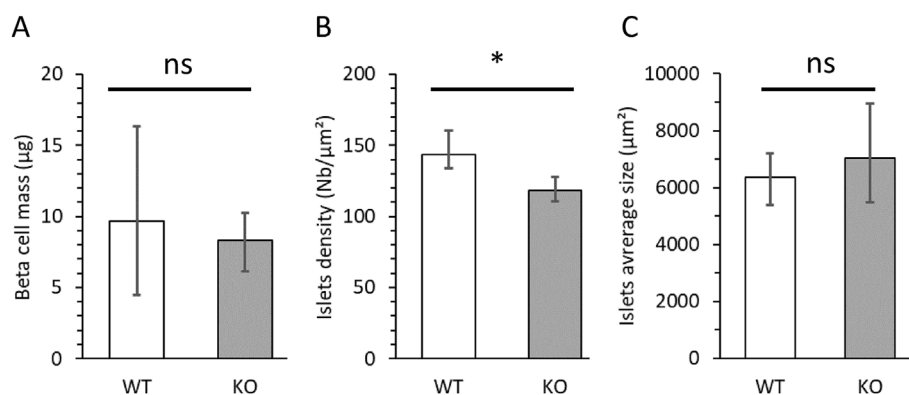 A
ns
Beta cell mass (µg)
20
15
10
5
0
WT KO
B
*
Islets density (Nb/µm²)
200
150
100
50
0
WT KO
C
ns
Islets avrerage size (µm²)
10000
8000
6000
4000
2000
0
WT KO